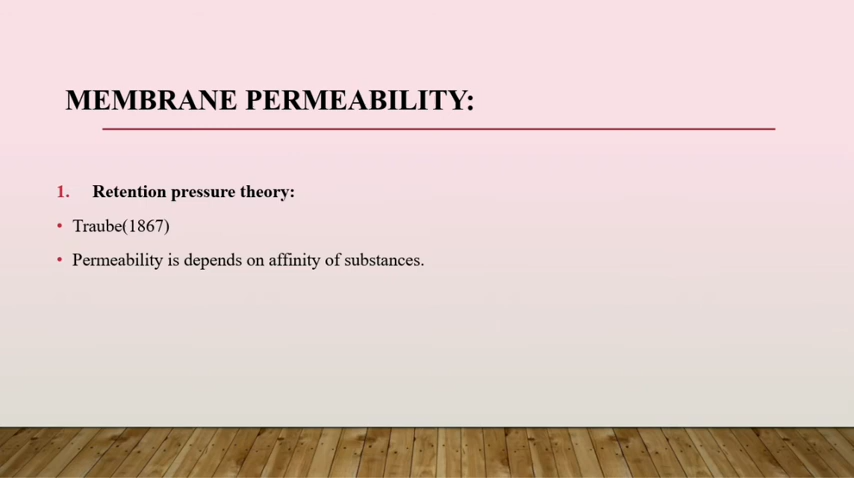 MEMBRANE PERMEABILITY:
1. Retention pressure theory:
• Traube(1867)
• Permeability is depends on affinity of substances.